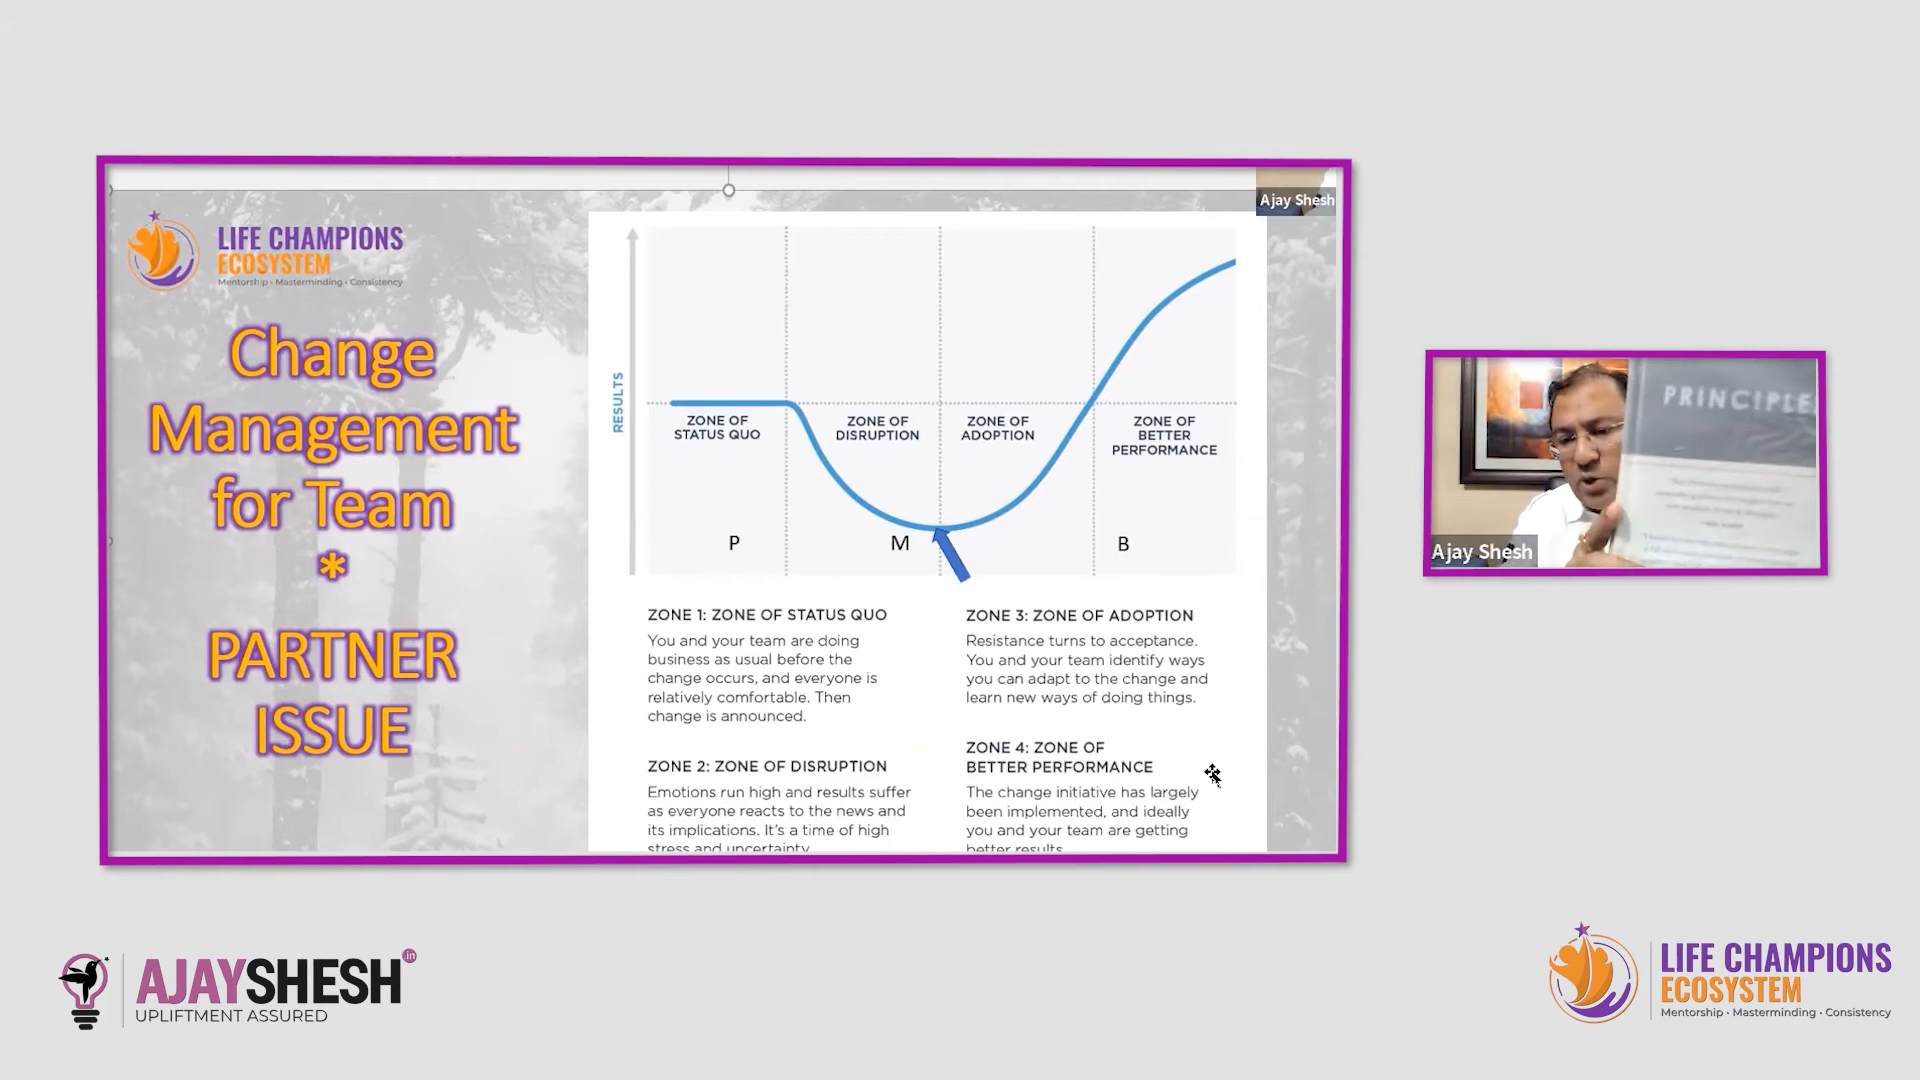 Ajay Shesh
LIFE CHAMPIONS
ECOSYSTEM
Mentorship • Masterminding • Consistency
Change
Management
for Team
*
PARTNER
ISSUE
RESULTS
ZONE OF
STATUS QUO
ZONE OF
DISRUPTION
ZONE OF
ADOPTION
ZONE OF
BETTER
PERFORMANCE
P
M
B
ZONE 1: ZONE OF STATUS QUO
You and your team are doing
business as usual before the
change occurs, and everyone is
relatively comfortable. Then
change is announced.
ZONE 2: ZONE OF DISRUPTION
Emotions run high and results suffer
as everyone reacts to the news and
its implications. It's a time of high
stress and uncertainty
ZONE 3: ZONE OF ADOPTION
Resistance turns to acceptance.
You and your team identify ways
you can adapt to the change and
learn new ways of doing things.
ZONE 4: ZONE OF
BETTER PERFORMANCE
The change initiative has largely
been implemented, and ideally
you and your team are getting
better results.
PRINCIPLE
Ajay Shesh
AJAYSHESH.in
UPLIFTMENT ASSURED
LIFE CHAMPIONS
ECOSYSTEM
Mentorship • Masterminding • Consistency